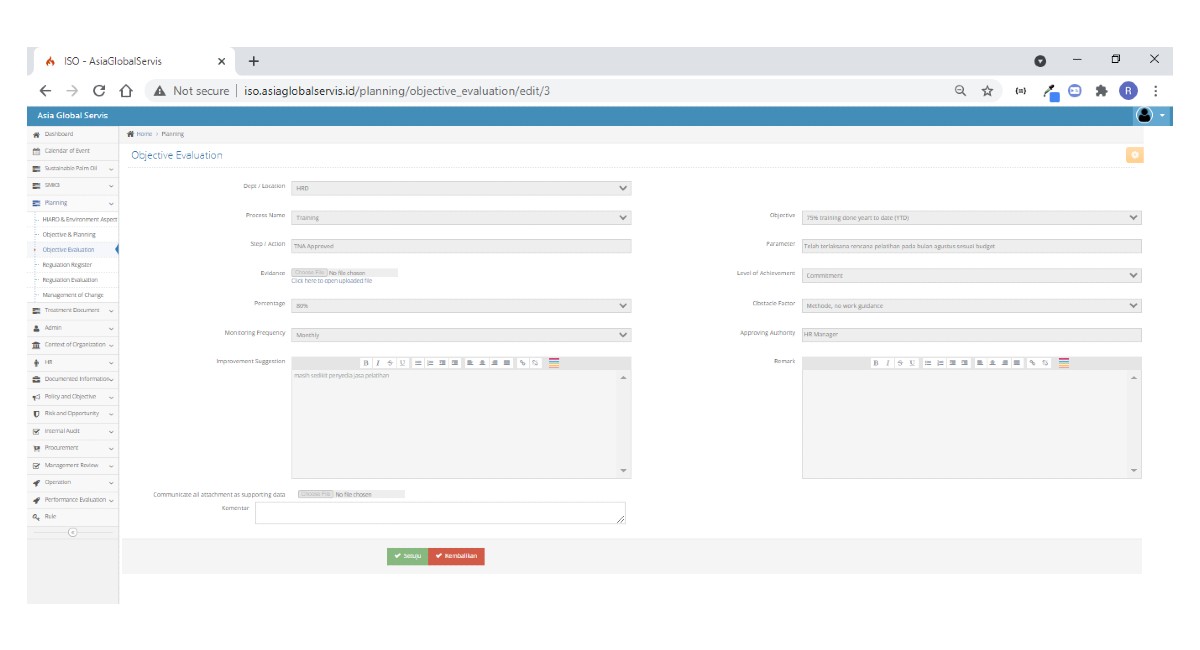 ISO - AsiaGlobalServis
Not secure | iso.asiaglobalservis.id/planning/objective_evaluation/edit/3
R
Asia Global Servis
Dashboard
Calendar of Event
Sustainable Palm Oil
SMK3
Planning
HIARO & Environment Aspect
Objective & Planning
Objective Evaluation
Regulation Register
Regulation Evaluation
Management of Change
Treatment Document
Admin
Context of Organization
HR
Documented Information
Policy and Objective
Risk and Opportunity
Internal Audit
Procurement
Management Review
Operation
Performance Evaluation
Rule
Home > Planning
Objective Evaluation
Dept / Location HRD
Process Name Training
Objective 75% training done years to date (YTD)
Step / Action TNA Approved
Parameter Telah terlaksana rencana pelatihan pada bulan agustus sesuai budget
Evidance Choose File No file chosen
Click here to open uploaded file
Level of Achievement Commitment
Percentage 80%
Obstacle Factor Methods, no work guidance
Monitoring Frequency Monthly
Approving Authority HR Manager
Improvement Suggestion B I S U
masih sedikit penyedia jasa pelatihan
Remark B I S U
Communicate all attachment as supporting data Choose File No file chosen
Komentar
Setuju Kembalikan